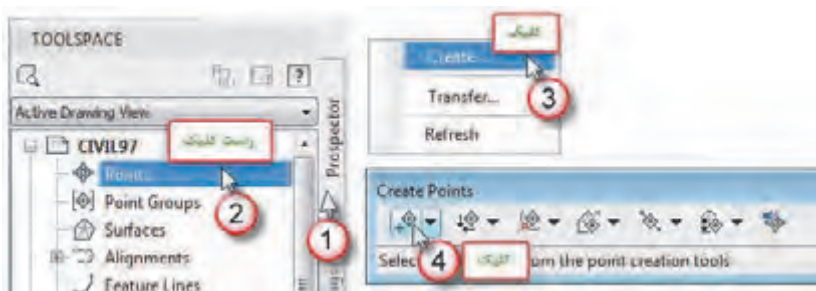 TOOLSPACE
Active Drawing View
CIVIL97
راست کلیک
Points
2
Point Groups
Surfaces
Alignments
Feature Lines
Prospector
1
کلیک
Create...
3
Transfer...
Refresh
Create Points
4
کلیک
Selec
om the point creation tools